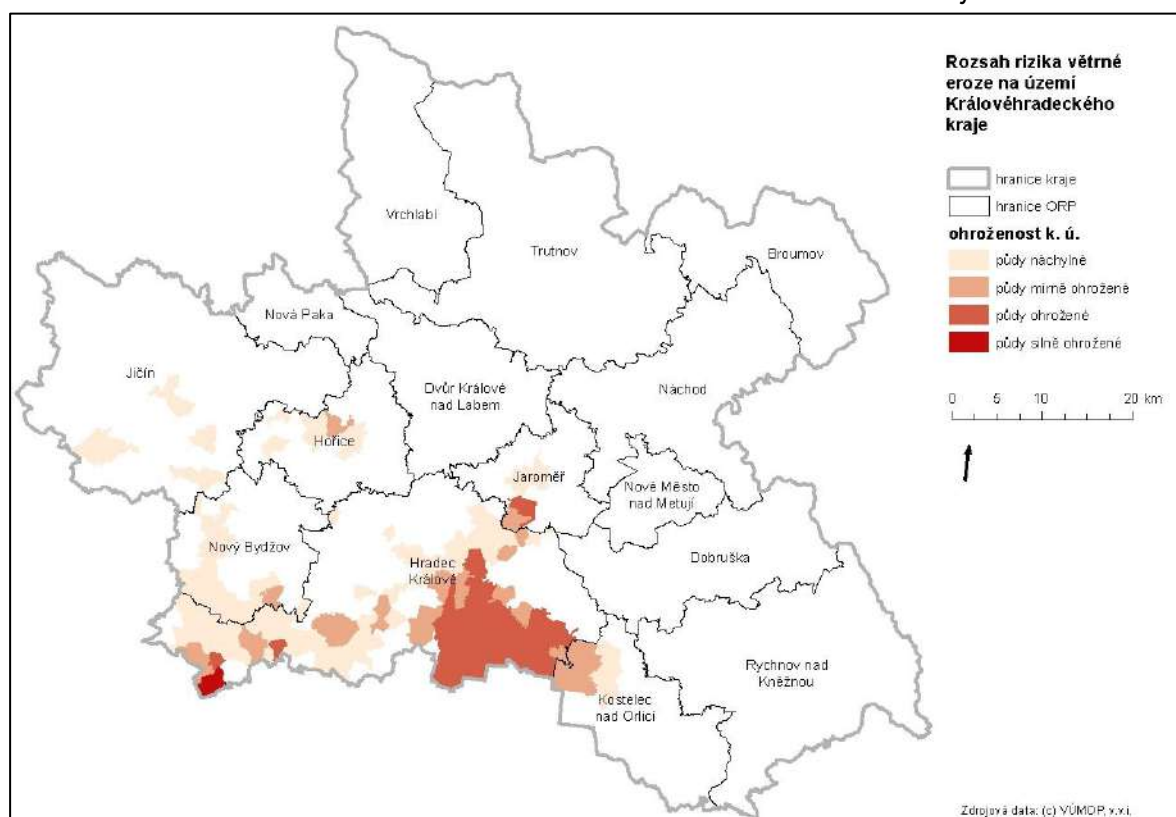 Rozsah rizika větrné
eroze na území
Královéhradeckého
kraje
hranice kraje
hranice ORP
ohroženost k. ú.
půdy náchylné
půdy mírně ohrožené
půdy ohrožené
půdy silně ohrožené
0 5 10 20 km
Vrchlabí
Trutnov
Broumov
Nová Paka
Jičín
Dvůr Králové
nad Labem
Náchod
Hořice
Jaroměř
Nové Město
nad Metují
Nový Bydžov
Hradec
Králové
Dobruška
Rychnov nad
Kněžnou
Kostelec
nad Orlicí
Zdrojová data: (c) VÚMOP, v.v.i.